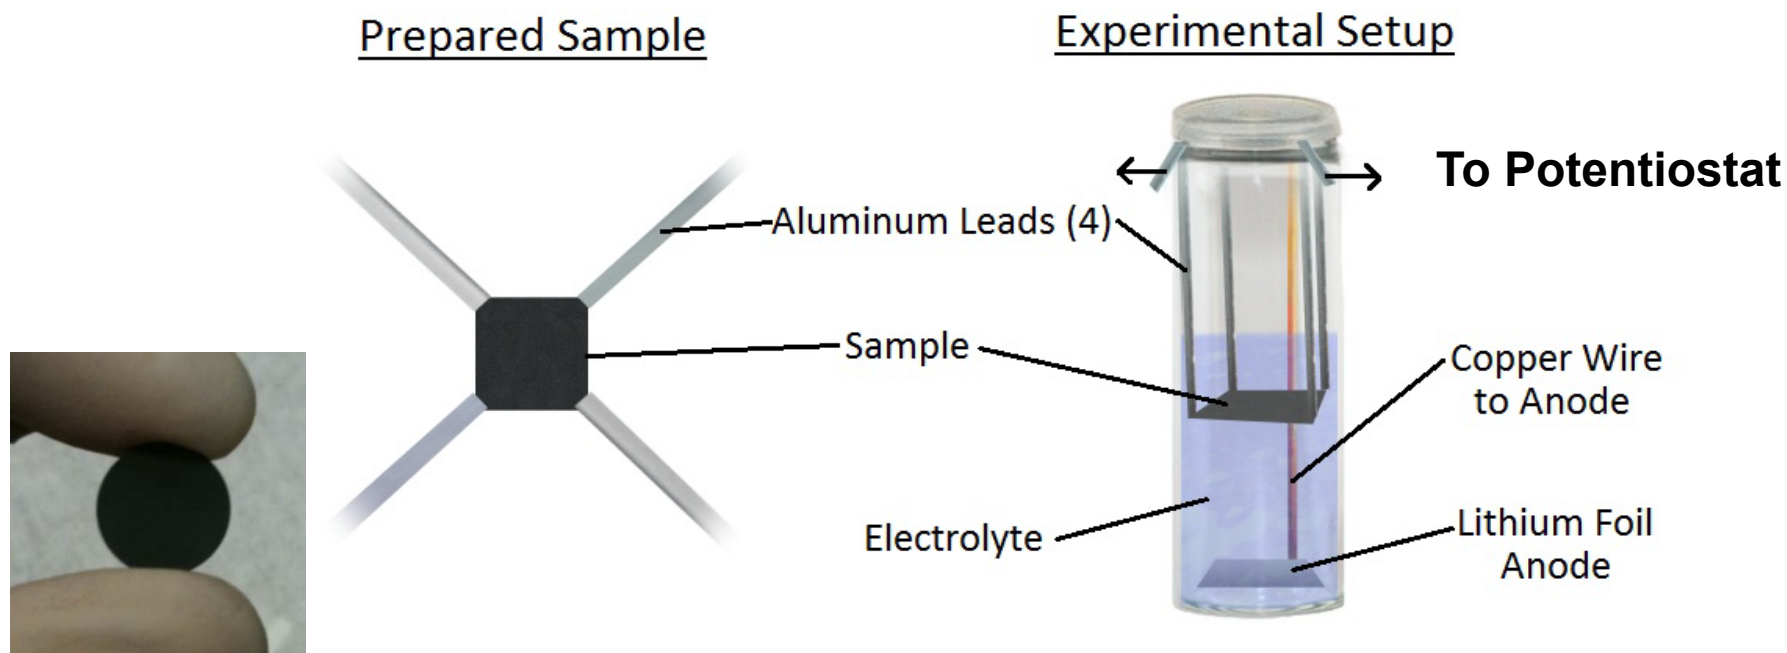 Prepared Sample
Experimental Setup
To Potentiostat
Aluminum Leads (4)
Sample
Copper Wire
to Anode
Electrolyte
Lithium Foil
Anode